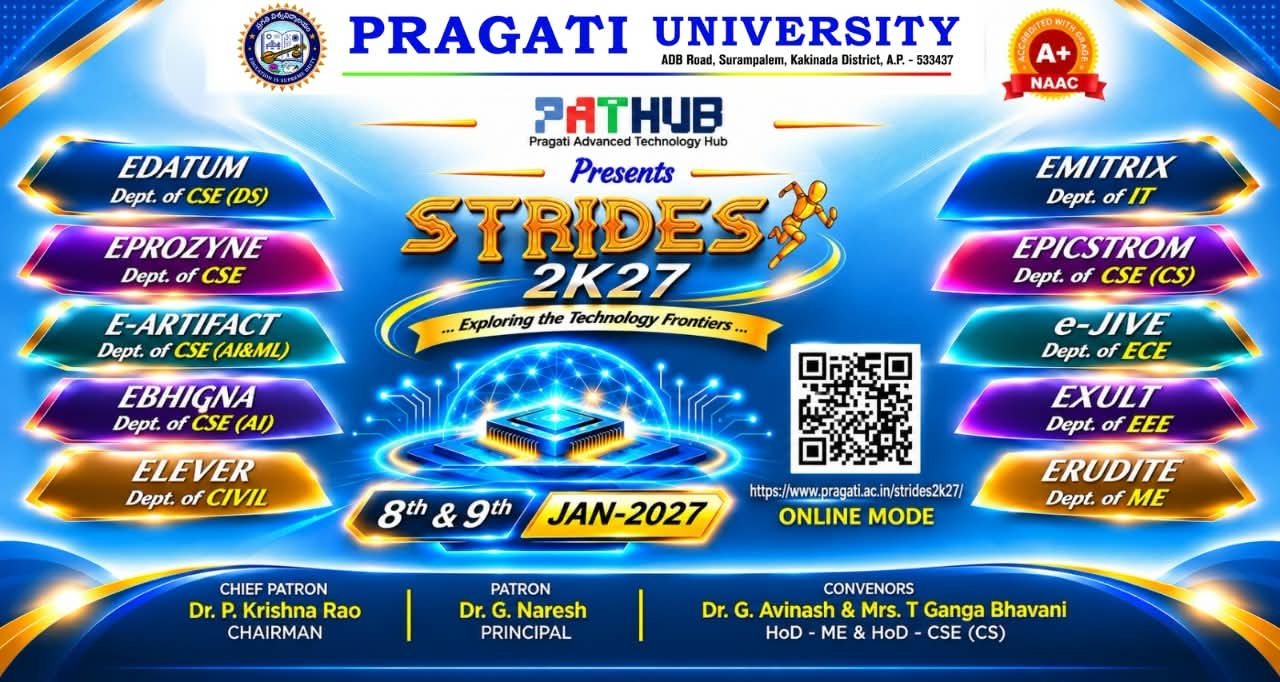 PRAGATI UNIVERSITY
ADB Road, Surampalem, Kakinada District, A.P. - 533437
ACCREDITED WITH GRADE
A+
NAAC
PATHUB
Pragati Advanced Technology Hub
Presents
STRIDES
2K27
... Exploring the Technology Frontiers ...
EDATUM
Dept. of CSE (DS)
EPROZYNE
Dept. of CSE
E-ARTIFACT
Dept. of CSE (AI&ML)
EBHIGNA
Dept. of CSE (AI)
ELEVER
Dept. of CIVIL
EMITRIX
Dept. of IT
EPICSTROM
Dept. of CSE (CS)
e-JIVE
Dept. of ECE
EXULT
Dept. of EEE
ERUDITE
Dept. of ME
https://www.pragati.ac.in/strides2k27/
ONLINE MODE
8th & 9th JAN-2027
CHIEF PATRON
Dr. P. Krishna Rao
CHAIRMAN
PATRON
Dr. G. Naresh
PRINCIPAL
CONVENORS
Dr. G. Avinash & Mrs. T Ganga Bhavani
HoD - ME & HoD - CSE (CS)